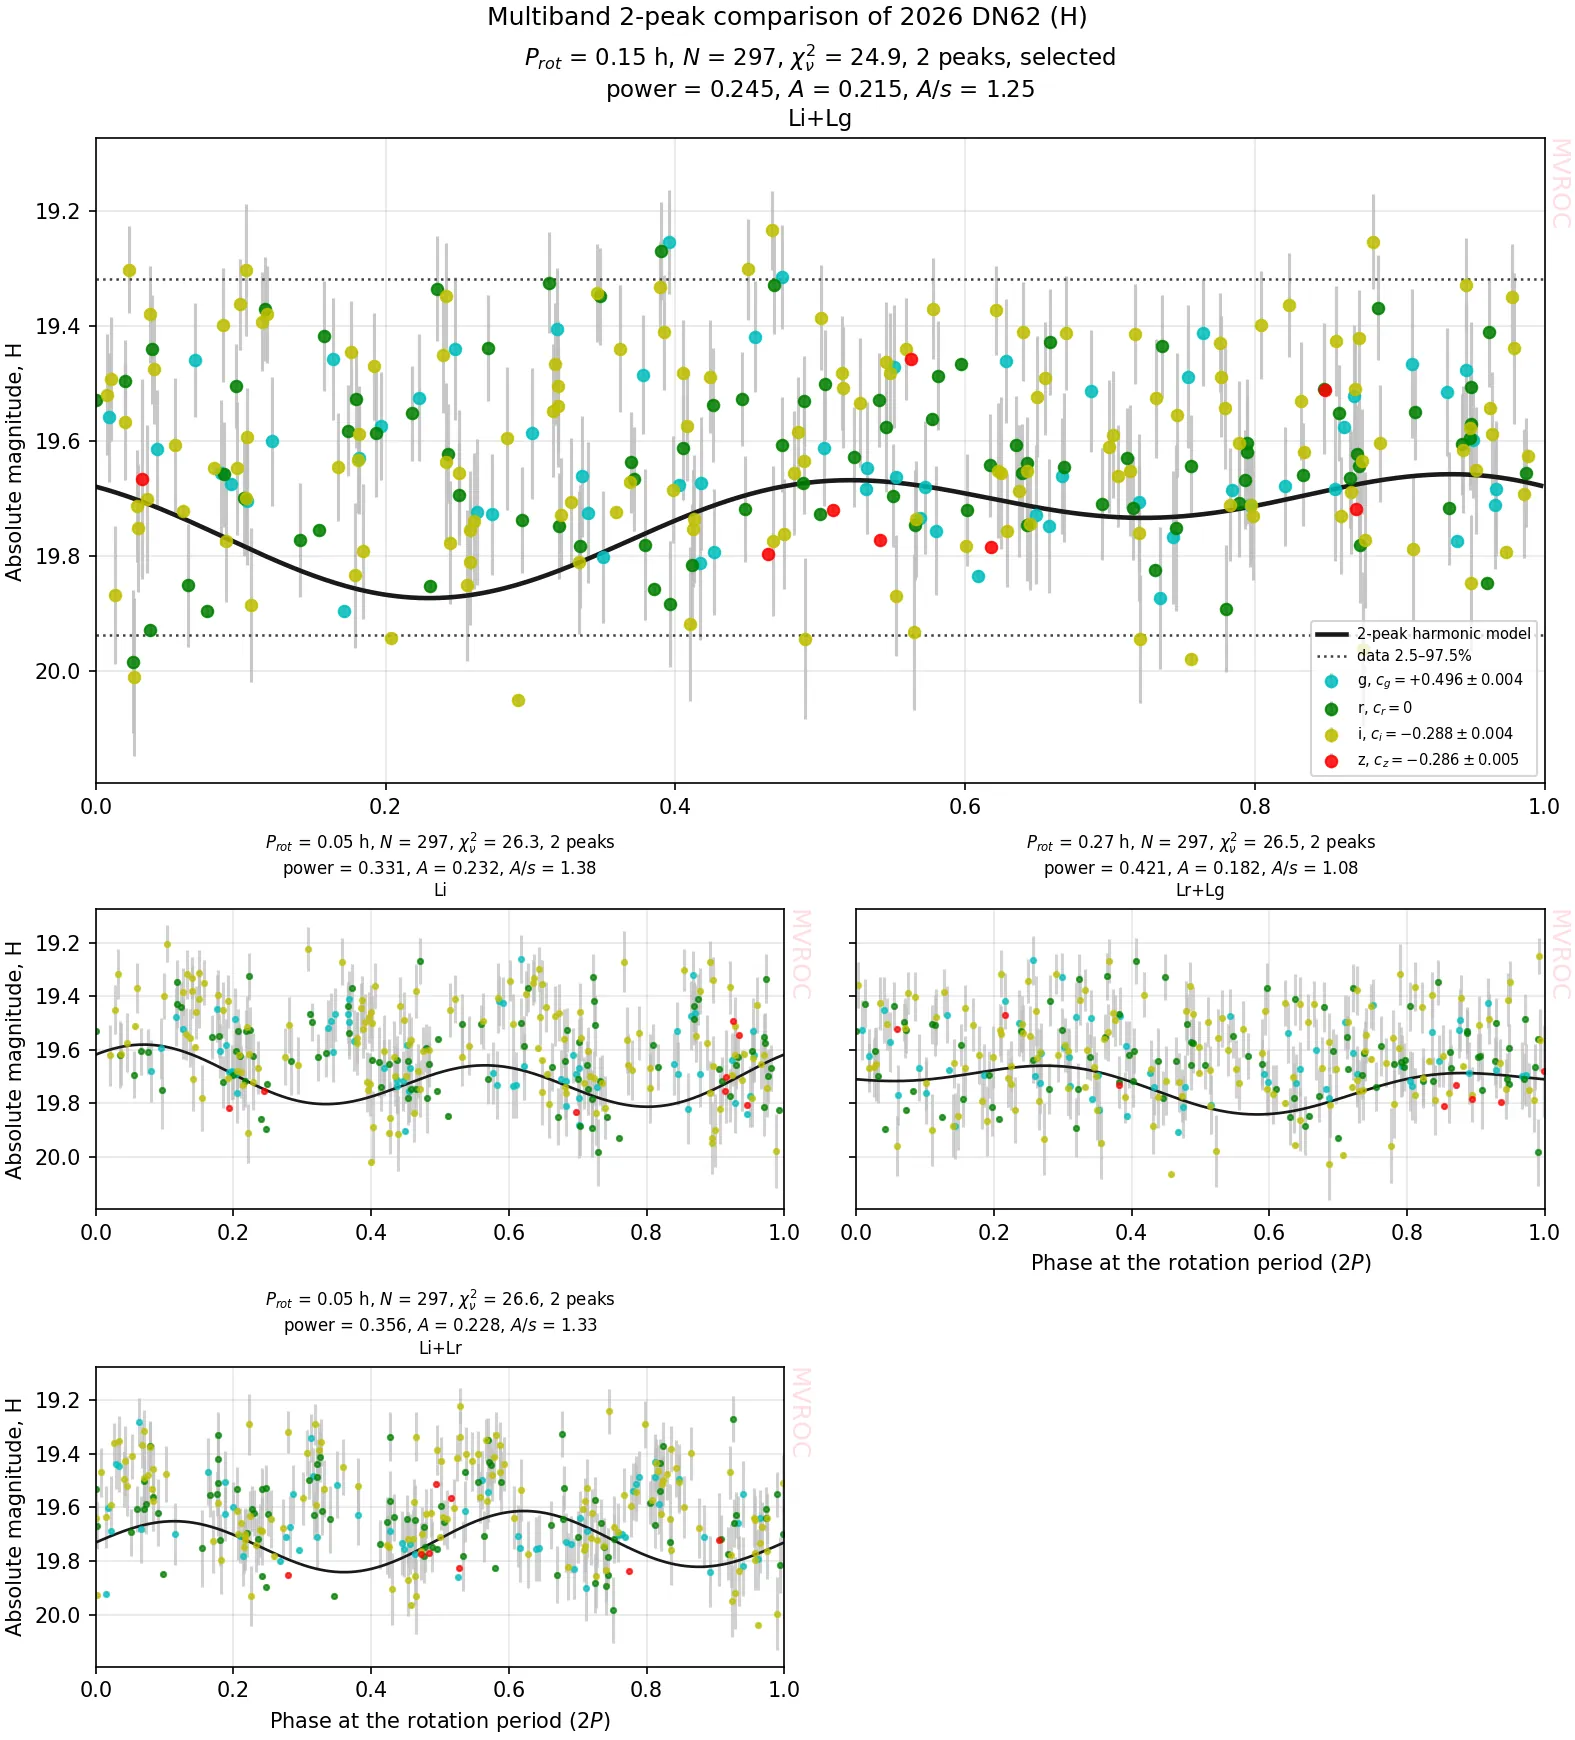 Multiband 2-peak comparison of 2026 DN62 (H)
P_rot = 0.15 h, N = 297, χ²_ν = 24.9, 2 peaks, selected
power = 0.245, A = 0.215, A/s = 1.25
Li+Lg
MVROC
Absolute magnitude, H
19.2
19.4
19.6
19.8
20.0
2-peak harmonic model
data 2.5–97.5%
g, c_g = +0.496 ± 0.004
r, c_r = 0
i, c_i = −0.288 ± 0.004
z, c_z = −0.286 ± 0.005
0.0 0.2 0.4 0.6 0.8 1.0
P_rot = 0.05 h, N = 297, χ²_ν = 26.3, 2 peaks
power = 0.331, A = 0.232, A/s = 1.38
Li
MVROC
Absolute magnitude, H
19.2
19.4
19.6
19.8
20.0
0.0 0.2 0.4 0.6 0.8 1.0
P_rot = 0.27 h, N = 297, χ²_ν = 26.5, 2 peaks
power = 0.421, A = 0.182, A/s = 1.08
Lr+Lg
MVROC
0.0 0.2 0.4 0.6 0.8 1.0
Phase at the rotation period (2P)
P_rot = 0.05 h, N = 297, χ²_ν = 26.6, 2 peaks
power = 0.356, A = 0.228, A/s = 1.33
Li+Lr
MVROC
Absolute magnitude, H
19.2
19.4
19.6
19.8
20.0
0.0 0.2 0.4 0.6 0.8 1.0
Phase at the rotation period (2P)